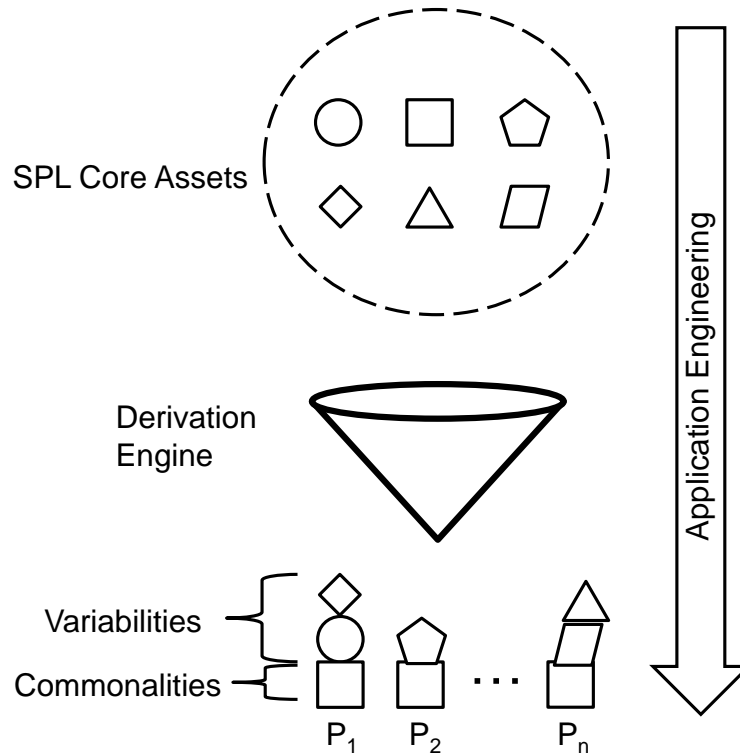 SPL Core Assets
Derivation
Engine
Application Engineering
Variabilities
Commonalities
...
P1
P2
Pn